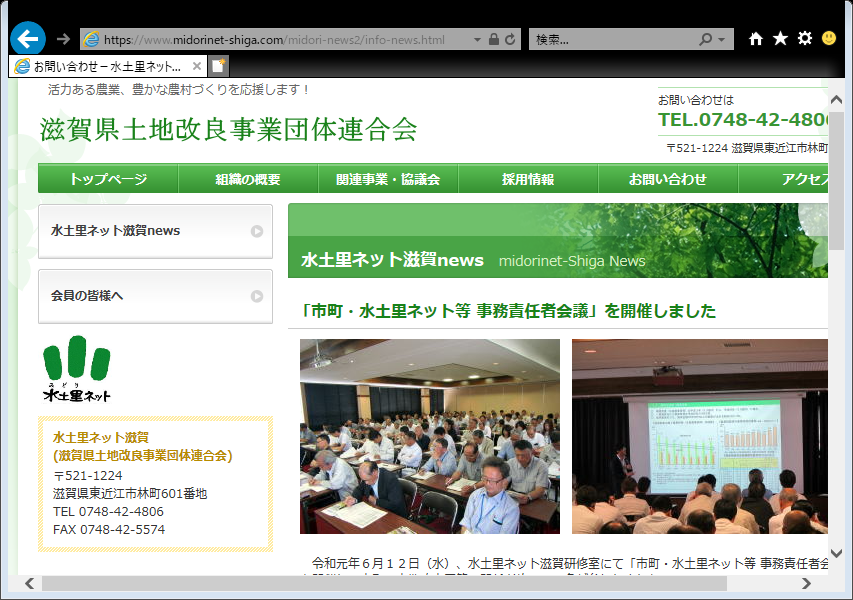 https://www.midorinet-shiga.com/midori-news2/info-news.html
検索...
お問い合わせ－水土里ネット...
活力ある農業、豊かな農村づくりを応援します！
滋賀県土地改良事業団体連合会
お問い合わせは
TEL.0748-42-480
〒521-1224 滋賀県東近江市林町
トップページ 組織の概要 関連事業・協議会 採用情報 お問い合わせ アクセス
水土里ネット滋賀news
会員の皆様へ
水土里ネット滋賀news midorinet-Shiga News
「市町・水土里ネット等 事務責任者会議」を開催しました
みどり
水土里ネット
水土里ネット滋賀
(滋賀県土地改良事業団体連合会)
〒521-1224
滋賀県東近江市林町601番地
TEL 0748-42-4806
FAX 0748-42-5574
令和元年６月１２日（水）、水土里ネット滋賀研修室にて「市町・水土里ネット等 事務責任者会